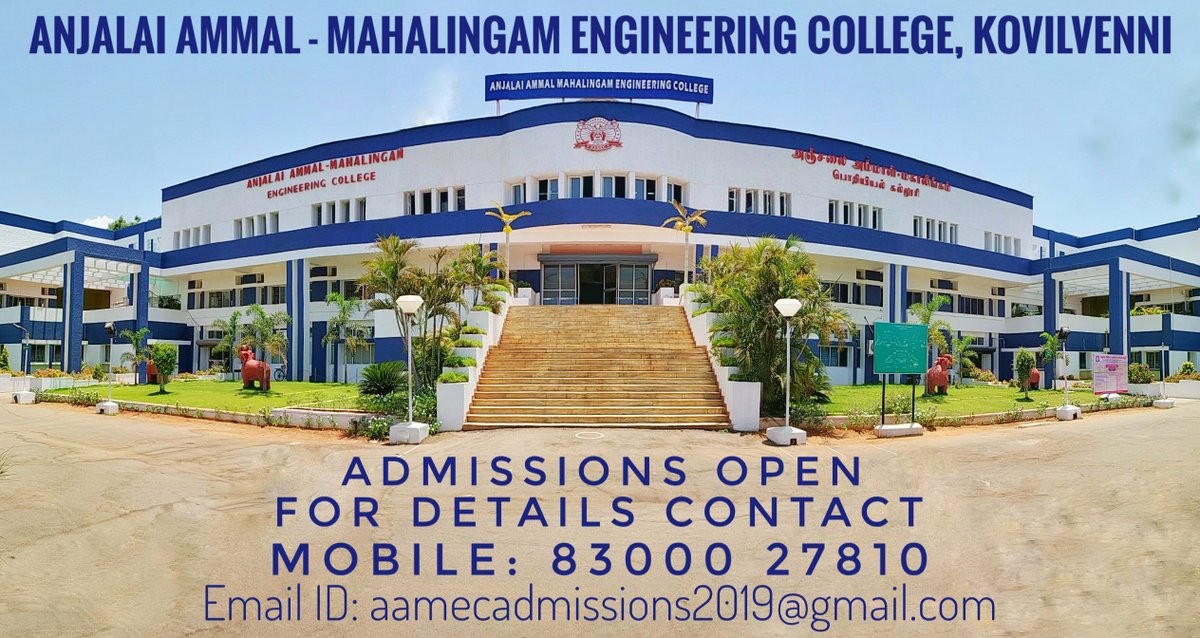 ANJALAI AMMAL - MAHALINGAM ENGINEERING COLLEGE, KOVILVENNI
ANJALAI AMMAL MAHALINGAM ENGINEERING COLLEGE
ANJALAI AMMAL-MAHALINGAM
ENGINEERING COLLEGE
அஞ்சலை அம்மாள்-மகாலிங்கம்
பொறியியல் கல்லூரி
ADMISSIONS OPEN
FOR DETAILS CONTACT
MOBILE: 83000 27810
Email ID: aamecadmissions2019@gmail.com